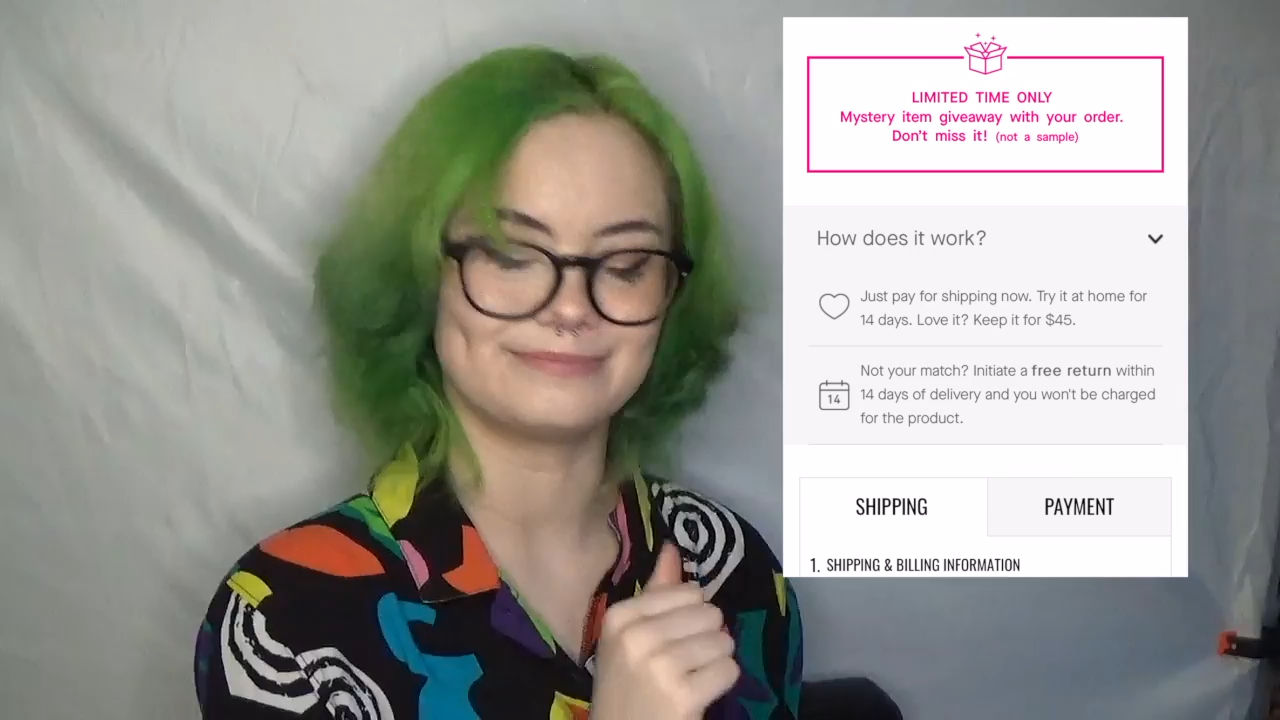 LIMITED TIME ONLY
Mystery item giveaway with your order.
Don't miss it! (not a sample)
How does it work?
Just pay for shipping now. Try it at home for
14 days. Love it? Keep it for $45.
14
Not your match? Initiate a free return within
14 days of delivery and you won't be charged
for the product.
SHIPPING
PAYMENT
1. SHIPPING & BILLING INFORMATION